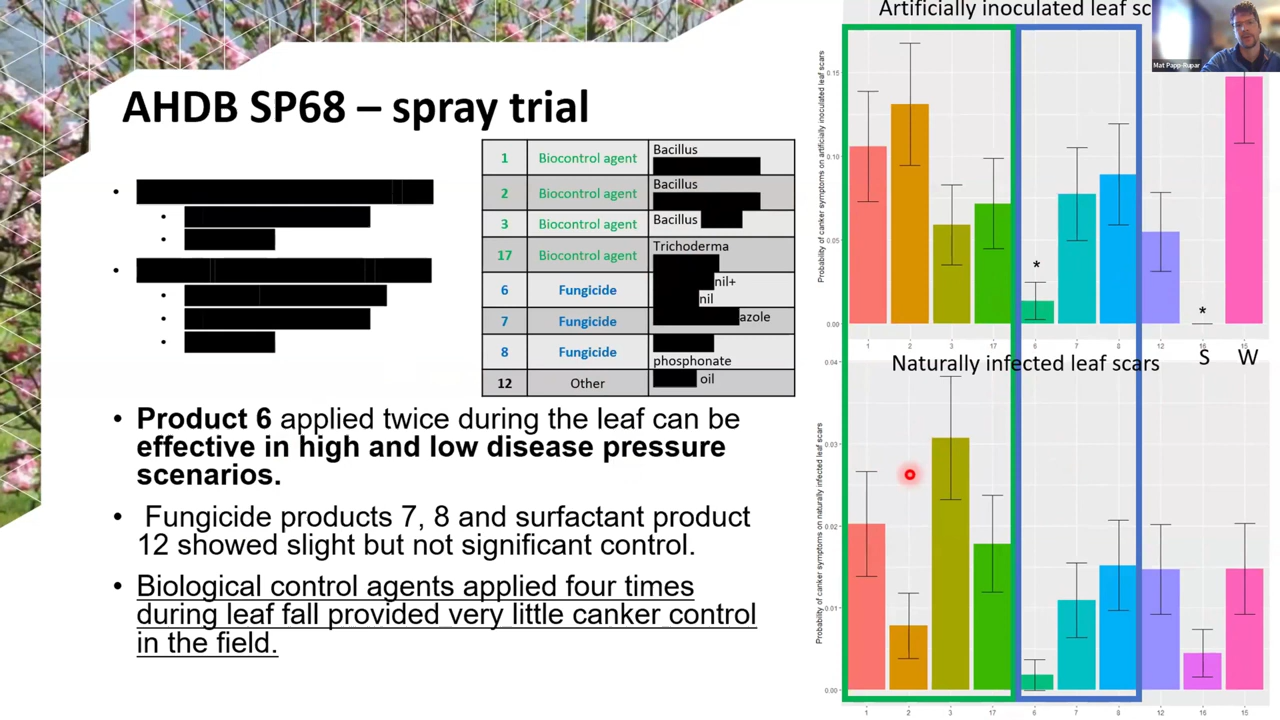 AHDB SP68 – spray trial
1 Biocontrol agent Bacillus
2 Biocontrol agent Bacillus
3 Biocontrol agent Bacillus
17 Biocontrol agent Trichoderma
6 Fungicide nil+
nil
7 Fungicide azole
8 Fungicide
phosphonate
12 Other oil
• Product 6 applied twice during the leaf can be
effective in high and low disease pressure
scenarios.
• Fungicide products 7, 8 and surfactant product
12 showed slight but not significant control.
• Biological control agents applied four times
during leaf fall provided very little canker control
in the field.
Artificially inoculated leaf sc
Mat Papp-Rupar
Probability of canker symptoms on artificially inoculated leaf scars
0.15
0.10
0.05
0.00
* *
1 2 3 17 6 7 8 12 16 15
S W
Naturally infected leaf scars
Probability of canker symptoms on naturally infected leaf scars
0.04
0.03
0.02
0.01
0.00
1 2 3 17 6 7 8 12 16 15